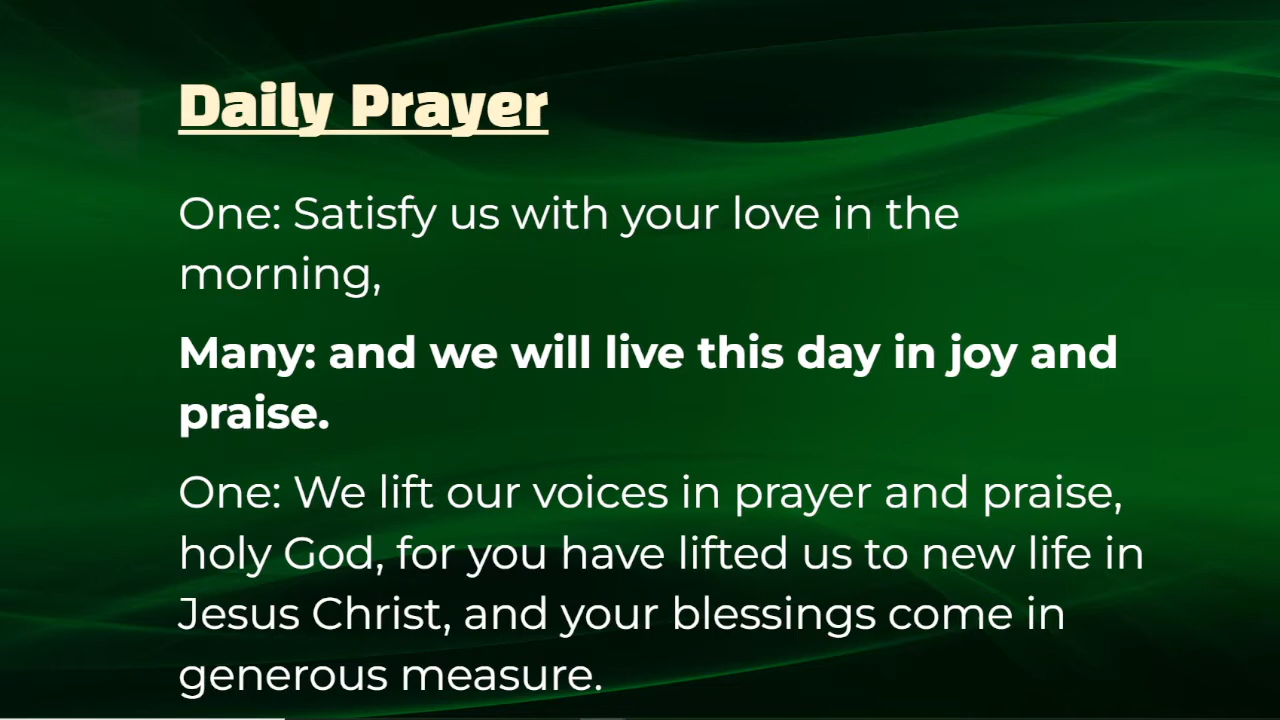 Daily Prayer
One: Satisfy us with your love in the
morning,
Many: and we will live this day in joy and
praise.
One: We lift our voices in prayer and praise,
holy God, for you have lifted us to new life in
Jesus Christ, and your blessings come in
generous measure.